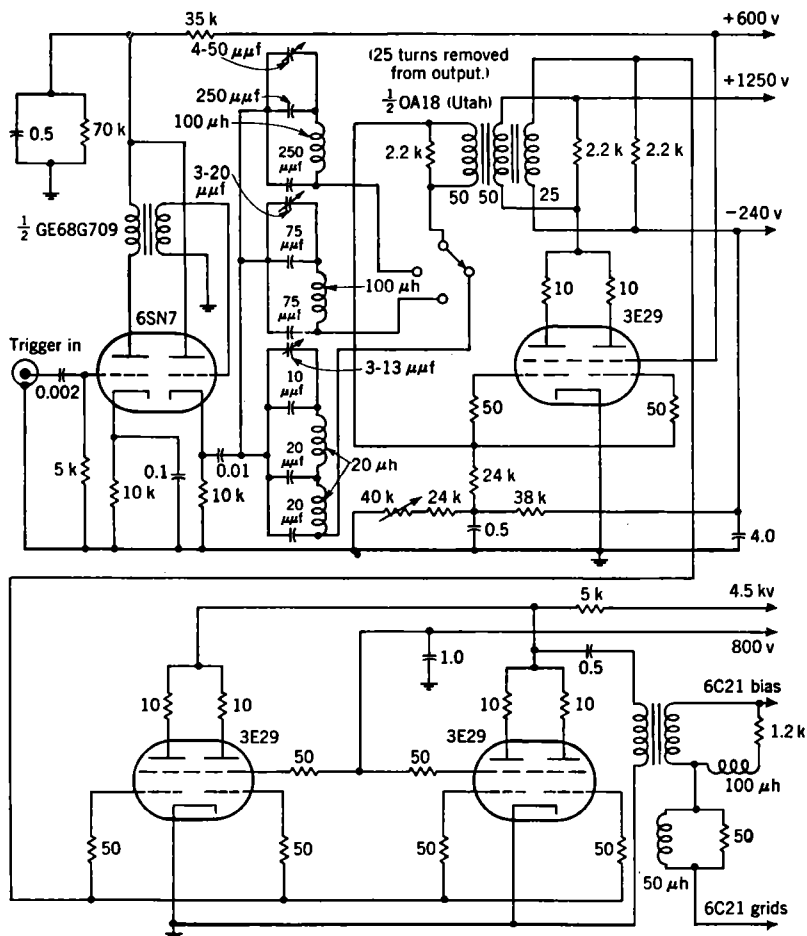 35 k
+600 v
4-50 μμf
(25 turns removed
from output.)
+1250 v
250 μμf
½ OA18 (Utah)
100 μh
0.5
70 k
2.2 k
2.2 k
2.2 k
250
μμf
3-20
μμf
50
50
25
-240 v
½ GE68G709
75
μμf
10
10
100 μh
3E29
6SN7
75
μμf
Trigger in
3-13 μμf
10
μμf
0.002
50
50
20
μμf
20 μh
5 k
0.1
0.01
24 k
10 k
10 k
20
μμf
40 k
24 k
38 k
0.5
4.0
4.5 kv
5 k
800 v
1.0
0.5
6C21 bias
10
10
10
10
1.2 k
3E29
3E29
50
50
100 μh
50
50
50
50
50
50 μh
6C21 grids